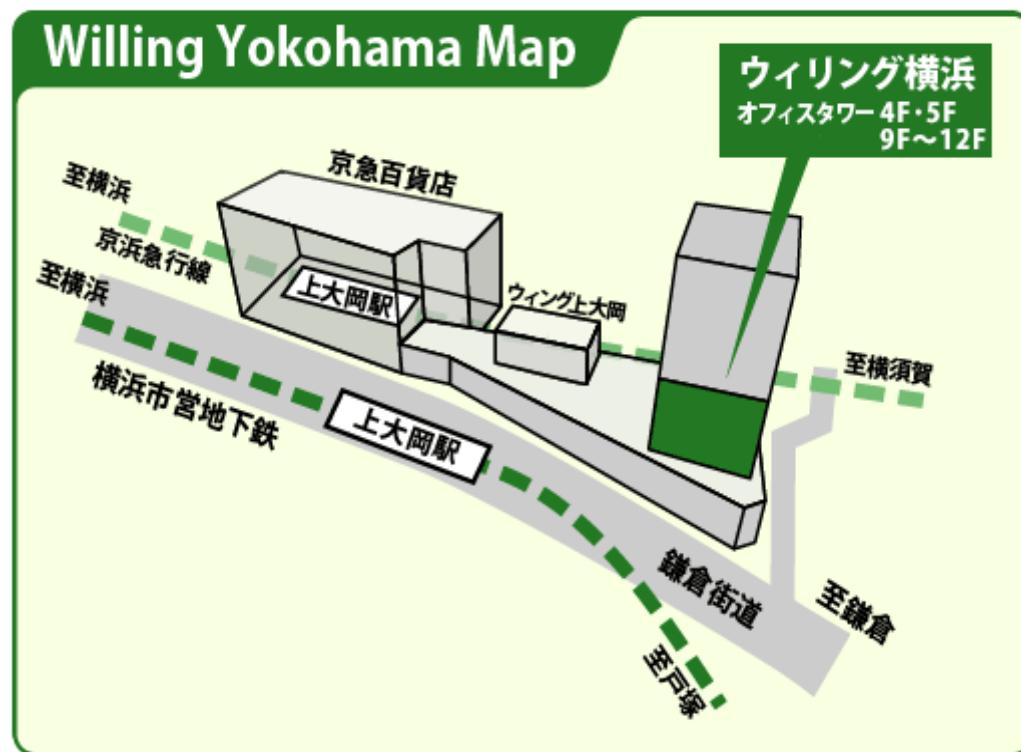 Willing Yokohama Map
ウィリング横浜
オフィスタワー 4F・5F
9F～12F
京急百貨店
至横浜
京浜急行線
至横浜
上大岡駅
ウィング上大岡
至横須賀
横浜市営地下鉄
上大岡駅
鎌倉街道
至鎌倉
至戸塚